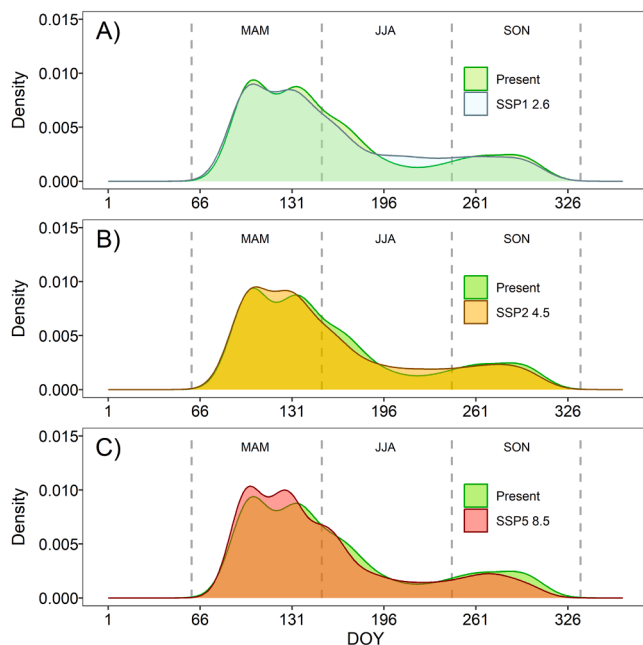 A)
MAM
JJA
SON
Density
0.015
0.010
0.005
0.000
Present
SSP1 2.6
1
66
131
196
261
326
B)
MAM
JJA
SON
Density
0.015
0.010
0.005
0.000
Present
SSP2 4.5
1
66
131
196
261
326
C)
MAM
JJA
SON
Density
0.015
0.010
0.005
0.000
Present
SSP5 8.5
1
66
131
196
261
326
DOY